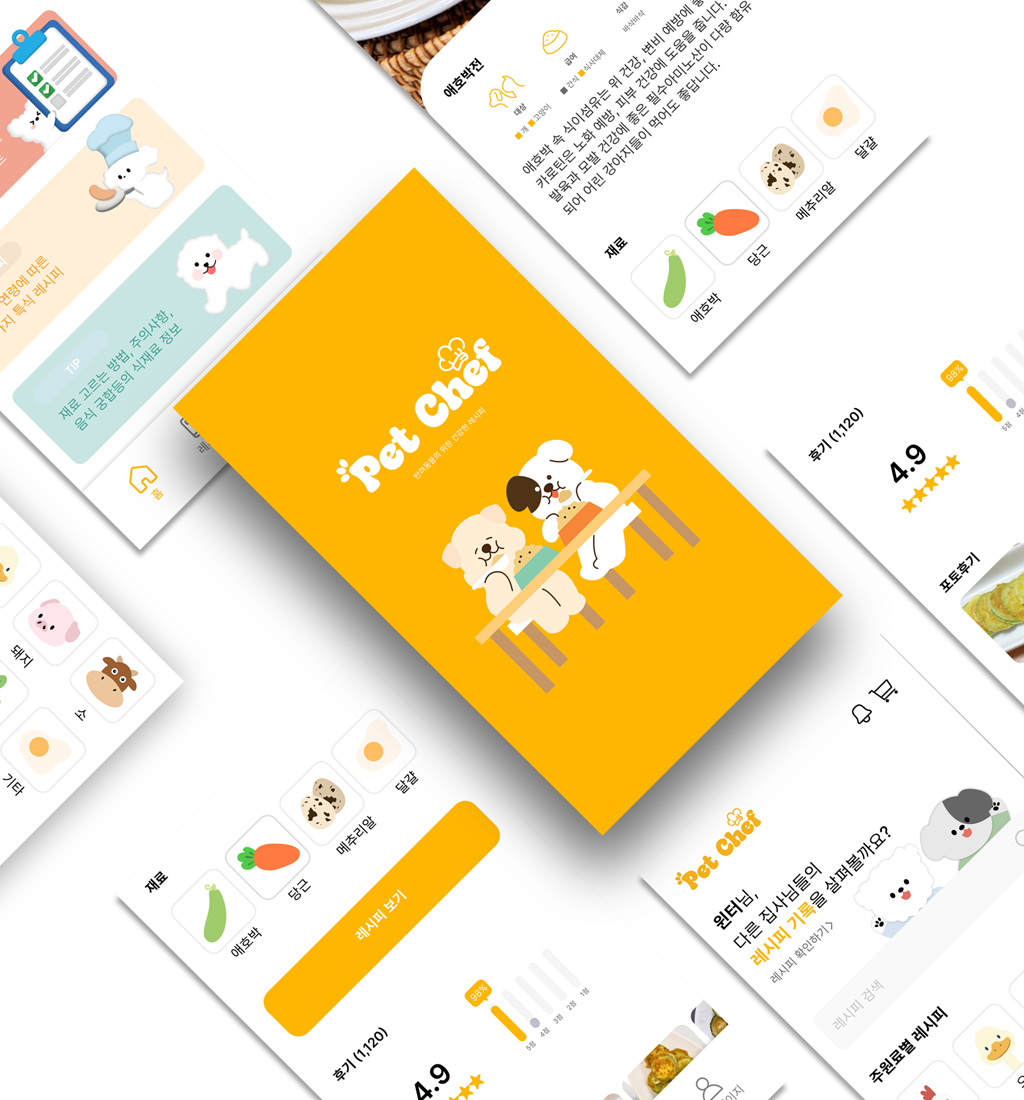 애호박전
대상
■개 ■고양이
급여
■간식 ■식사대체
식감
바삭바삭
애호박 속 식이섬유는 위 건강, 변비 예방에
카로틴은 노화 예방, 피부 건강에 도움을 줍니다.
발육과 모발 건강에 좋은 필수아미노산이 다량 함유
되어 어린 강아지들이 먹어도 좋답니다.
재료
애호박
당근
메추리알
달걀
연령에 따른
특식 레시피
TIP
재료 고르는 방법, 주의사항,
음식 궁합등의 식재료 정보
홈
Pet Chef
반려동물의 위한 건강한 레시피
후기 (1,120)
4.9
98%
5점
포토후기
돼지
소
기타
재료
애호박
당근
메추리알
달걀
레시피 보기
후기 (1,120)
4.9
98%
5점 4점 3점 2점 1점
Pet Chef
윈터님,
다른 집사님들의
레시피 기록을 살펴볼까요?
레시피 확인하기>
레시피 검색
주원료별 레시피